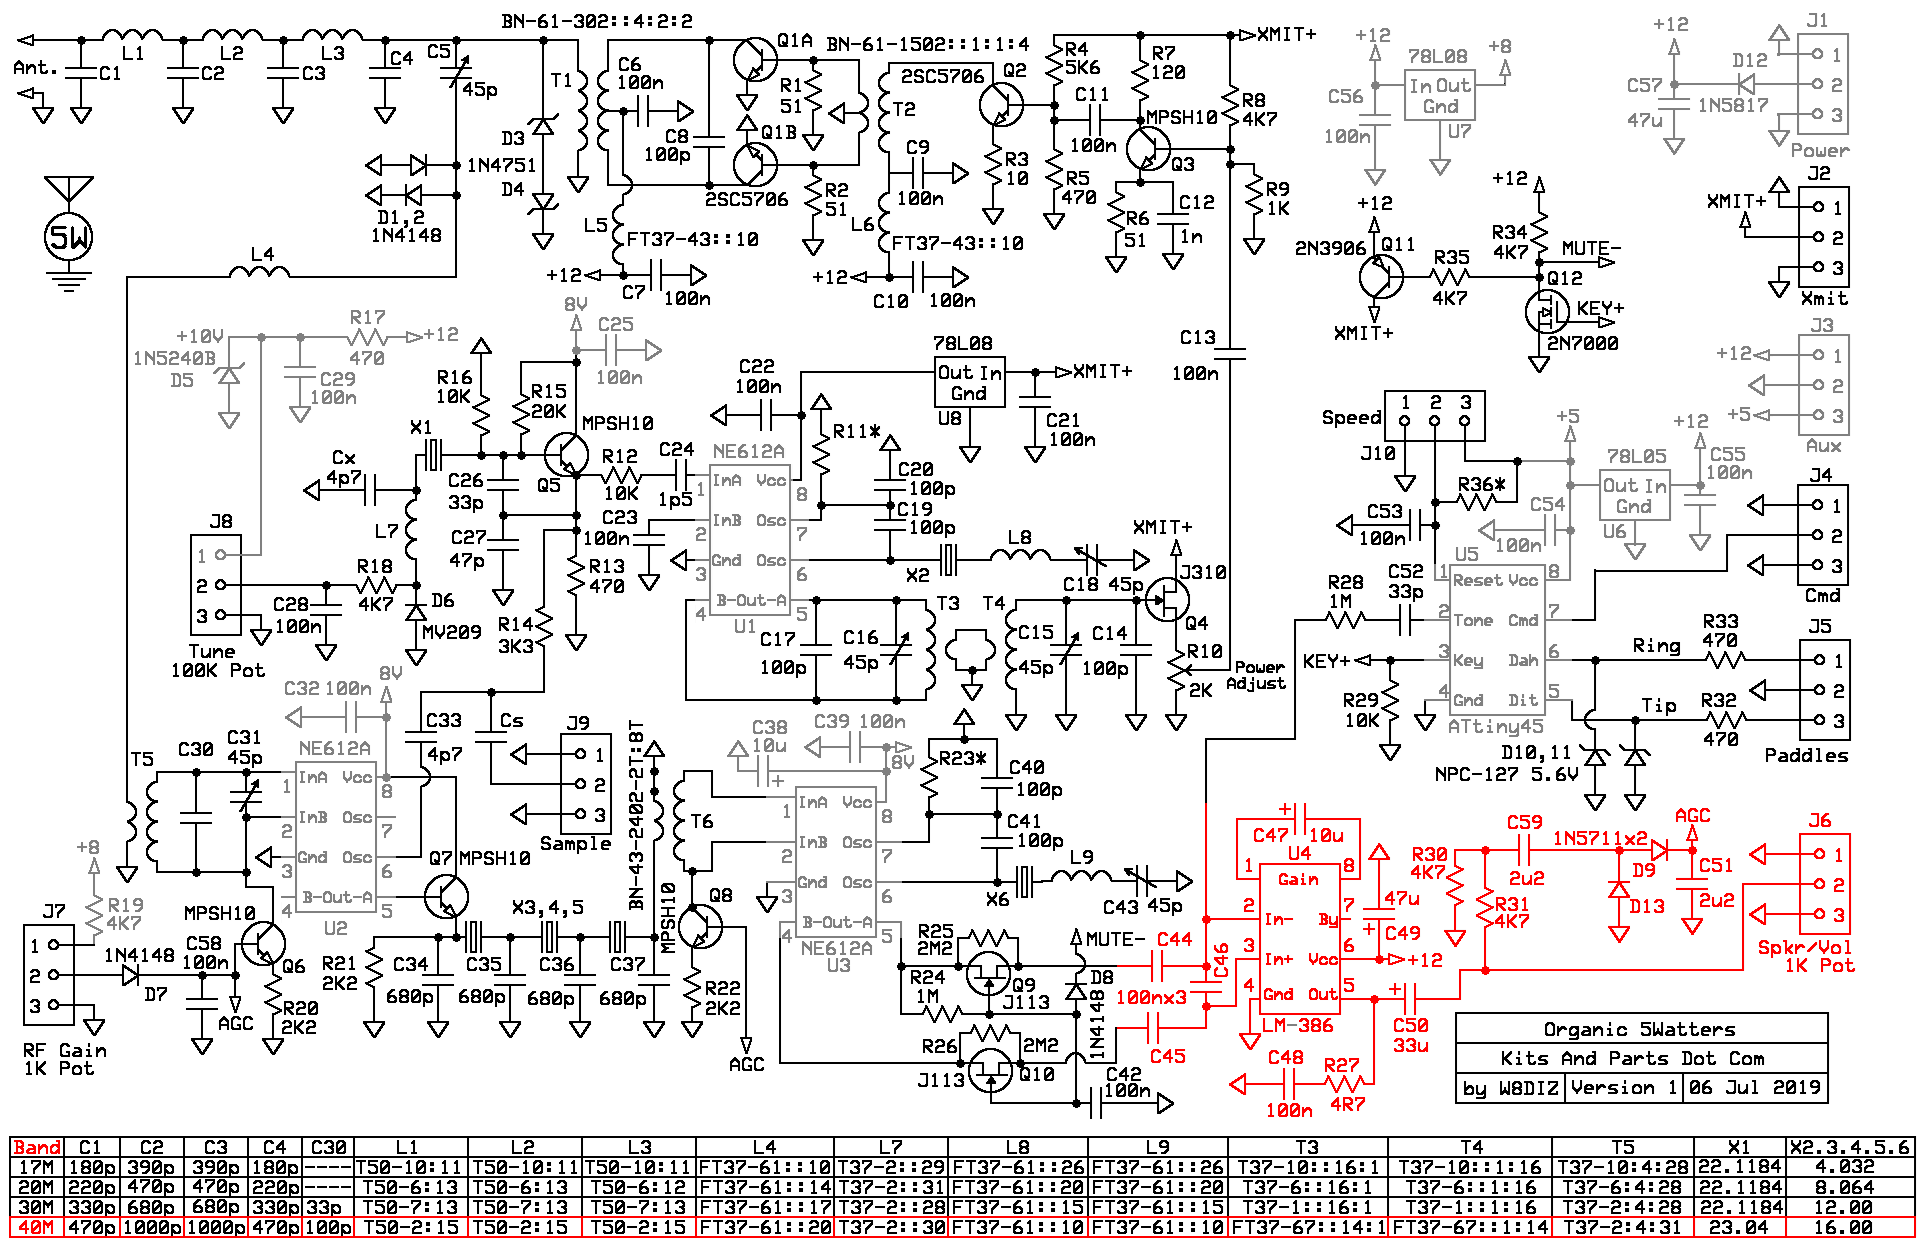 BN-61-302::4:2:2
Ant.
L1
L2
L3
C1
C2
C3
C4
C5
45p
T1
C6
100n
C8
100p
Q1A
Q1B
2SC5706
R1
51
R2
51
BN-61-1502::1:1:4
2SC5706
Q2
T2
C9
100n
R3
10
R4
5K6
R5
470
C11
100n
R7
120
MPSH10
Q3
R6
51
C12
1n
XMIT+
R8
4K7
R9
1K
D3
1N4751
D4
D1,2
1N4148
5W
L4
L5
FT37-43::10
+12
C7
100n
L6
FT37-43::10
+12
C10
100n
C13
100n
+12
78L08
+8
In Out
Gnd
U7
C56
100n
+12
C57
47u
D12
1N5817
J1
1
2
3
Power
J2
XMIT+
1
2
3
Xmit
+12
2N3906
Q11
XMIT+
R35
4K7
+12
R34
4K7
MUTE-
Q12
KEY+
2N7000
J3
+12
1
2
+5
3
Aux
+10V
1N5240B
D5
C29
100n
R17
470
+12
8V
C25
100n
R16
10K
R15
20K
MPSH10
Q5
X1
Cx
4p7
L7
C26
33p
C27
47p
R12
10K
C24
1p5
C23
100n
R13
470
R14
3K3
J8
1
2
3
Tune
100K Pot
C28
100n
R18
4K7
D6
MV209
C22
100n
78L08
Out In
Gnd
U8
XMIT+
C21
100n
R11*
C20
100p
C19
100p
NE612A
InA Vcc
InB Osc
Gnd Osc
B-Out-A
1
2
3
4
8
7
6
5
U1
X2
L8
C18
45p
XMIT+
J310
Q4
R10
2K
Power
Adjust
C17
100p
C16
45p
T3
T4
C15
45p
C14
100p
Speed
1 2 3
J10
R36*
C53
100n
C54
100n
+5
78L05
Out In
Gnd
U6
+12
C55
100n
J4
1
2
3
Cmd
U5
Reset Vcc
Tone Cmd
Key Dah
Gnd Dit
1
2
3
4
8
7
6
5
ATtiny45
R28
1M
C52
33p
KEY+
R29
10K
Ring
R33
470
Tip
R32
470
J5
1
2
3
Paddles
D10,11
NPC-127 5.6V
C32
100n
8V
C33
4p7
Cs
J9
1
2
3
Sample
T5
C30
C31
45p
NE612A
InA Vcc
InB Osc
Gnd Osc
B-Out-A
1
2
3
4
8
7
6
5
U2
Q7
MPSH10
X3,4,5
R21
2K2
C34
680p
C35
680p
C36
680p
C37
680p
BN-43-2402-2T:8T
T6
MPSH10
Q8
R22
2K2
AGC
+8
R19
4K7
J7
1
2
3
RF Gain
1K Pot
1N4148
D7
C58
100n
AGC
MPSH10
Q6
R20
2K2
C38
10u
C39
100n
8V
R23*
C40
100p
C41
100p
InA Vcc
InB Osc
Gnd Osc
B-Out-A
1
2
3
4
8
7
6
5
NE612A
U3
X6
L9
C43
45p
R25
2M2
R24
1M
Q9
J113
R26
2M2
J113
Q10
MUTE-
D8
1N4148
C42
100n
C44
100nx3
C45
C46
C47
10u
U4
Gain
In- By
In+ Vcc
Gnd Out
1
2
3
4
8
7
6
5
LM-386
47u
C49
+12
C48
100n
R27
4R7
C50
33u
R30
4K7
R31
4K7
C59
2u2
1N5711x2
D9
D13
AGC
C51
2u2
J6
1
2
3
Spkr/Vol
1K Pot
Organic 5Watters
Kits And Parts Dot Com
by W8DIZ Version 1 06 Jul 2019
Band C1 C2 C3 C4 C30 L1 L2 L3 L4 L7 L8 L9 T3 T4 T5 X1 X2.3.4.5.6
17M 180p 390p 390p 180p ---- T50-10:11 T50-10:11 T50-10:11 FT37-61::10 T37-2::29 FT37-61::26 FT37-61::26 T37-10::16:1 T37-10::1:16 T37-10:4:28 22.1184 4.032
20M 220p 470p 470p 220p ---- T50-6:13 T50-6:13 T50-6:12 FT37-61::14 T37-2::31 FT37-61::20 FT37-61::20 T37-6::16:1 T37-6::1:16 T37-6:4:28 22.1184 8.064
30M 330p 680p 680p 330p 33p T50-7:13 T50-7:13 T50-7:13 FT37-61::17 T37-2::28 FT37-61::15 FT37-61::15 T37-1::16:1 T37-1::1:16 T37-2:4:28 22.1184 12.00
40M 470p 1000p 1000p 470p 100p T50-2:15 T50-2:15 T50-2:15 FT37-61::20 T37-2::30 FT37-61::10 FT37-61::10 FT37-67::14:1 FT37-67::1:14 T37-2:4:31 23.04 16.00